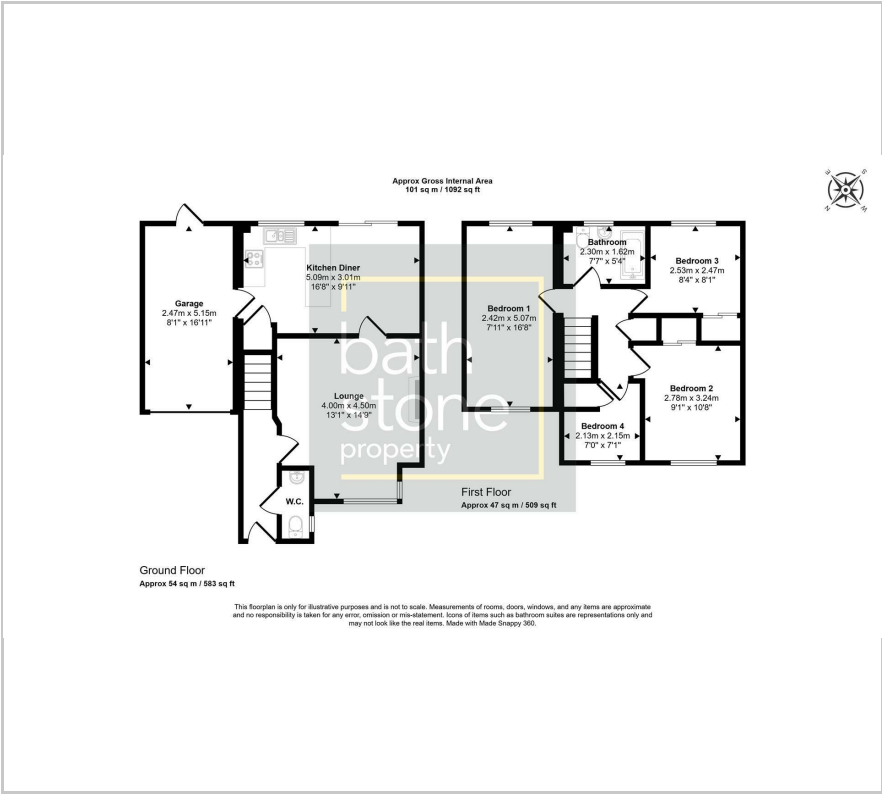 Approx Gross Internal Area
101 sq m / 1092 sq ft
S
E
W
N
Garage
2.47m x 5.15m
8'1" x 16'11"
Kitchen Diner
5.09m x 3.01m
16'8" x 9'11"
Lounge
4.00m x 4.50m
13'1" x 14'9"
W.C.
Bedroom 1
2.42m x 5.07m
7'11" x 16'8"
Bathroom
2.30m x 1.62m
7'7" x 5'4"
Bedroom 3
2.53m x 2.47m
8'4" x 8'1"
Bedroom 2
2.78m x 3.24m
9'1" x 10'8"
Bedroom 4
2.13m x 2.15m
7'0" x 7'1"
bath
stone
property
First Floor
Approx 47 sq m / 509 sq ft
Ground Floor
Approx 54 sq m / 583 sq ft
This floorplan is only for illustrative purposes and is not to scale. Measurements of rooms, doors, windows, and any items are approximate
and no responsibility is taken for any error, omission or mis-statement. Icons of items such as bathroom suites are representations only and
may not look like the real items. Made with Made Snappy 360.